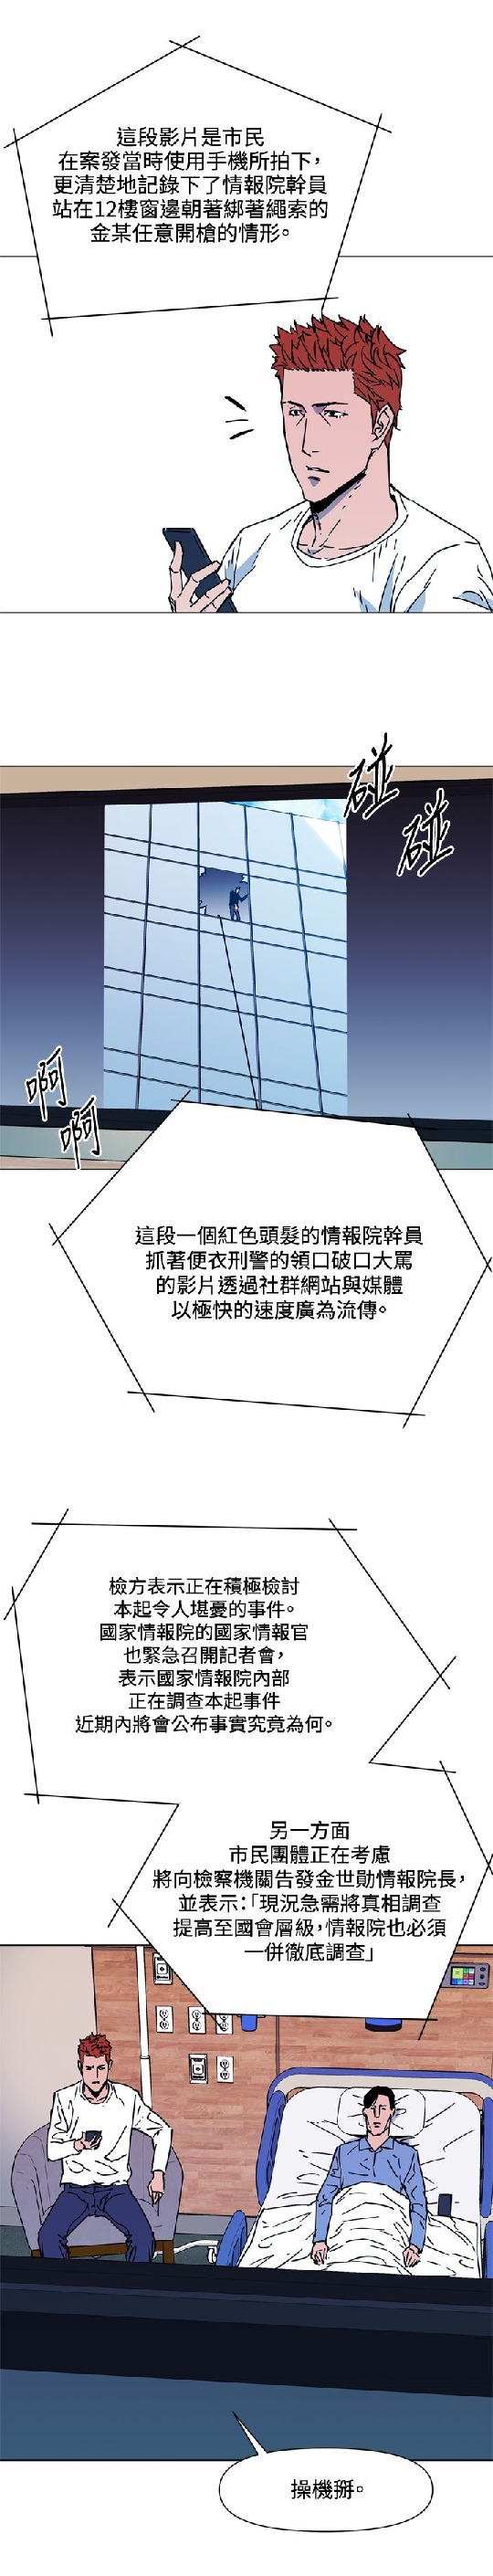 這段影片是市民
在案發當時使用手機所拍下,
更清楚地記錄下了情報院幹員
站在12樓窗邊朝著綁著繩索的
金某任意開槍的情形。
碰
碰
啊
啊
這段一個紅色頭髮的情報院幹員
抓著便衣刑警的領口破口大罵
的影片透過社群網站與媒體
以極快的速度廣為流傳。
檢方表示正在積極檢討
本起令人堪憂的事件。
國家情報院的國家情報官
也緊急召開記者會,
表示國家情報院內部
正在調查本起事件
近期內將會公布事實究竟為何。
另一方面
市民團體正在考慮
將向檢察機關告發金世勛情報院長,
並表示:「現況急需將真相調查
提高至國會層級,情報院也必須
一併徹底調查」
操機掰。